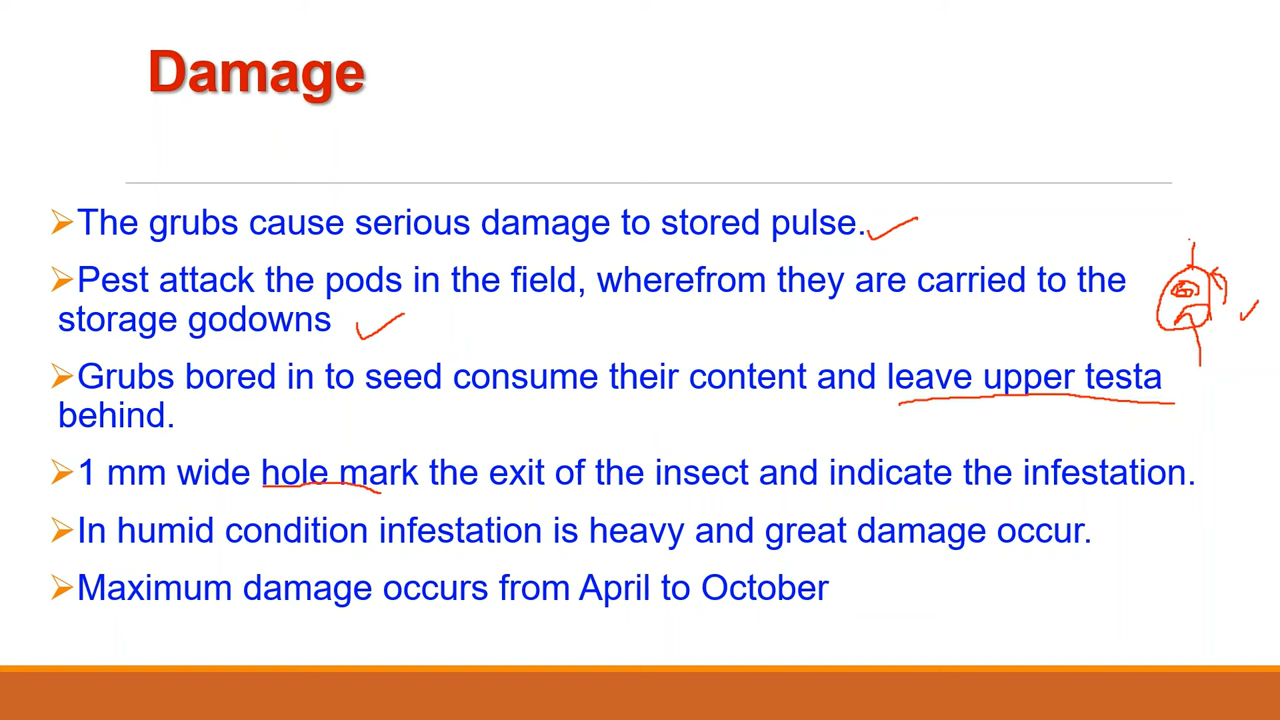 Damage
➢The grubs cause serious damage to stored pulse.
➢Pest attack the pods in the field, wherefrom they are carried to the
storage godowns
➢Grubs bored in to seed consume their content and leave upper testa
behind.
➢1 mm wide hole mark the exit of the insect and indicate the infestation.
➢In humid condition infestation is heavy and great damage occur.
➢Maximum damage occurs from April to October